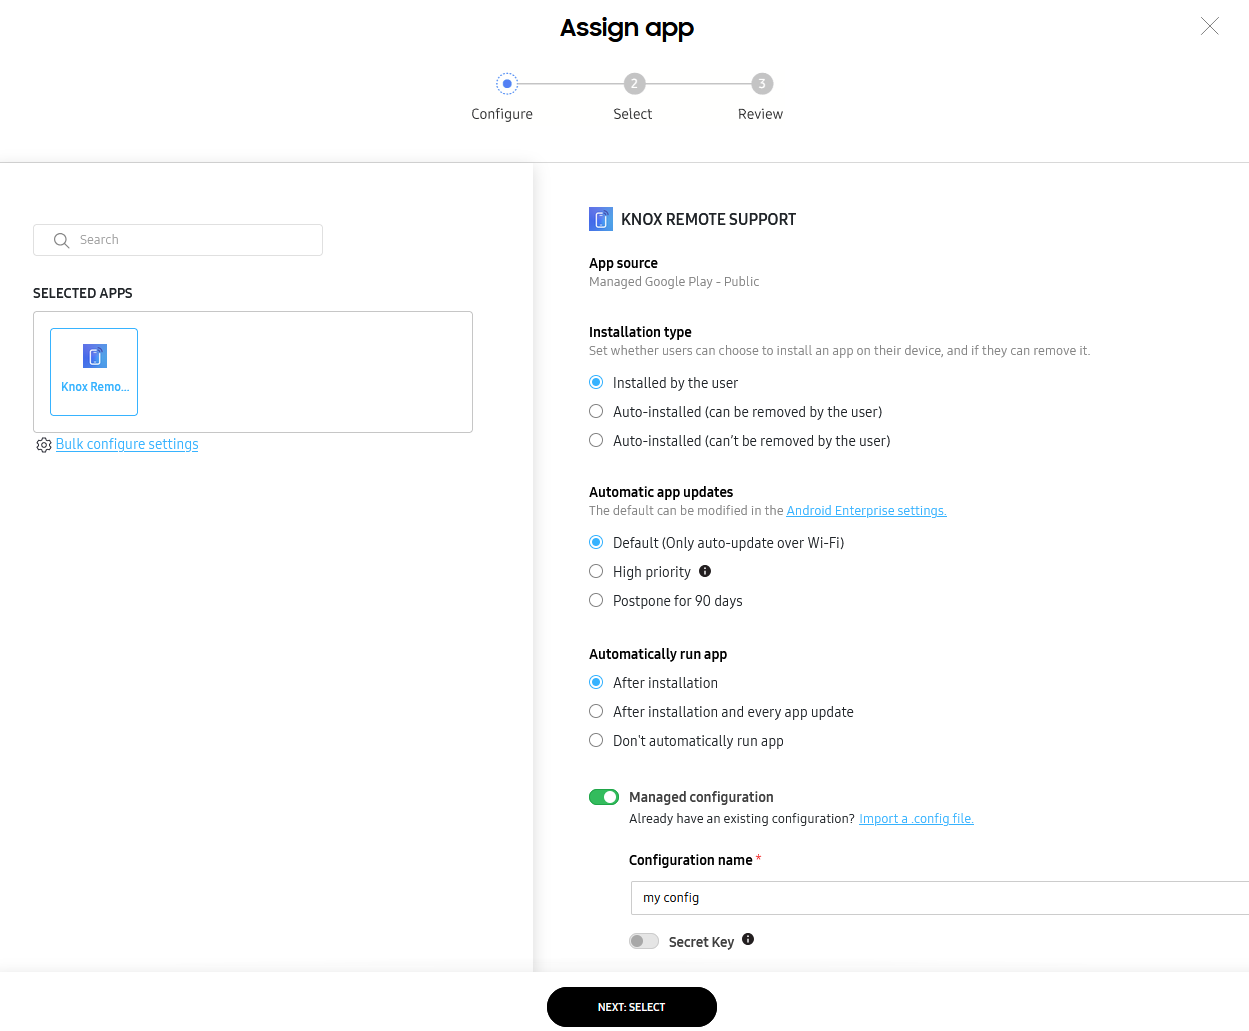 Assign app
2
3
Configure
Select
Review
Search
SELECTED APPS
Knox Remo...
Bulk configure settings
KNOX REMOTE SUPPORT
App source
Managed Google Play - Public
Installation type
Set whether users can choose to install an app on their device, and if they can remove it.
Installed by the user
Auto-installed (can be removed by the user)
Auto-installed (can't be removed by the user)
Automatic app updates
The default can be modified in the Android Enterprise settings.
Default (Only auto-update over Wi-Fi)
High priority
Postpone for 90 days
Automatically run app
After installation
After installation and every app update
Don't automatically run app
Managed configuration
Already have an existing configuration? Import a .config file.
Configuration name *
my config
Secret Key
NEXT: SELECT